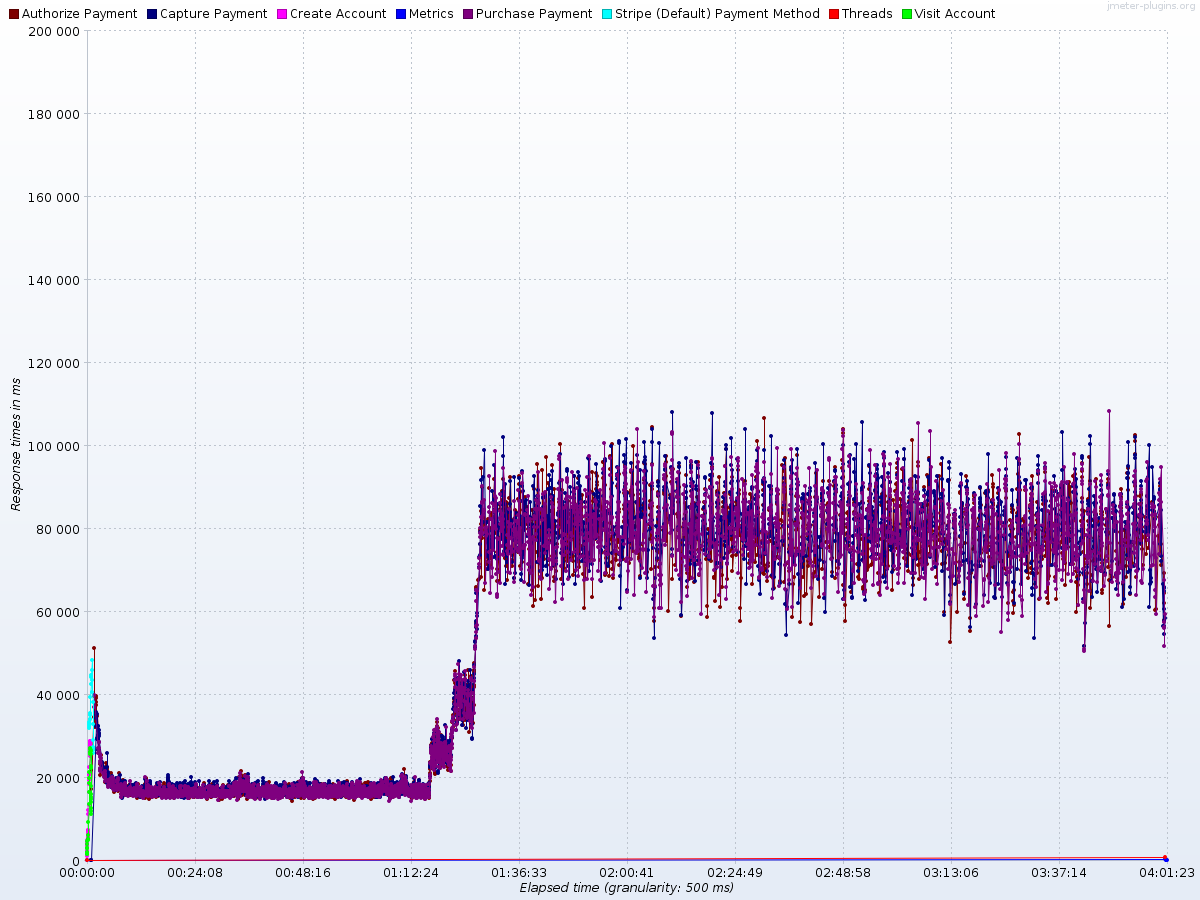 Authorize Payment Capture Payment Create Account Metrics Purchase Payment Stripe (Default) Payment Method Threads Visit Account
jmeter-plugins.org
200 000
180 000
160 000
140 000
120 000
100 000
80 000
60 000
40 000
20 000
0
Response times in ms
00:00:00 00:24:08 00:48:16 01:12:24 01:36:33 02:00:41 02:24:49 02:48:58 03:13:06 03:37:14 04:01:23
Elapsed time (granularity: 500 ms)